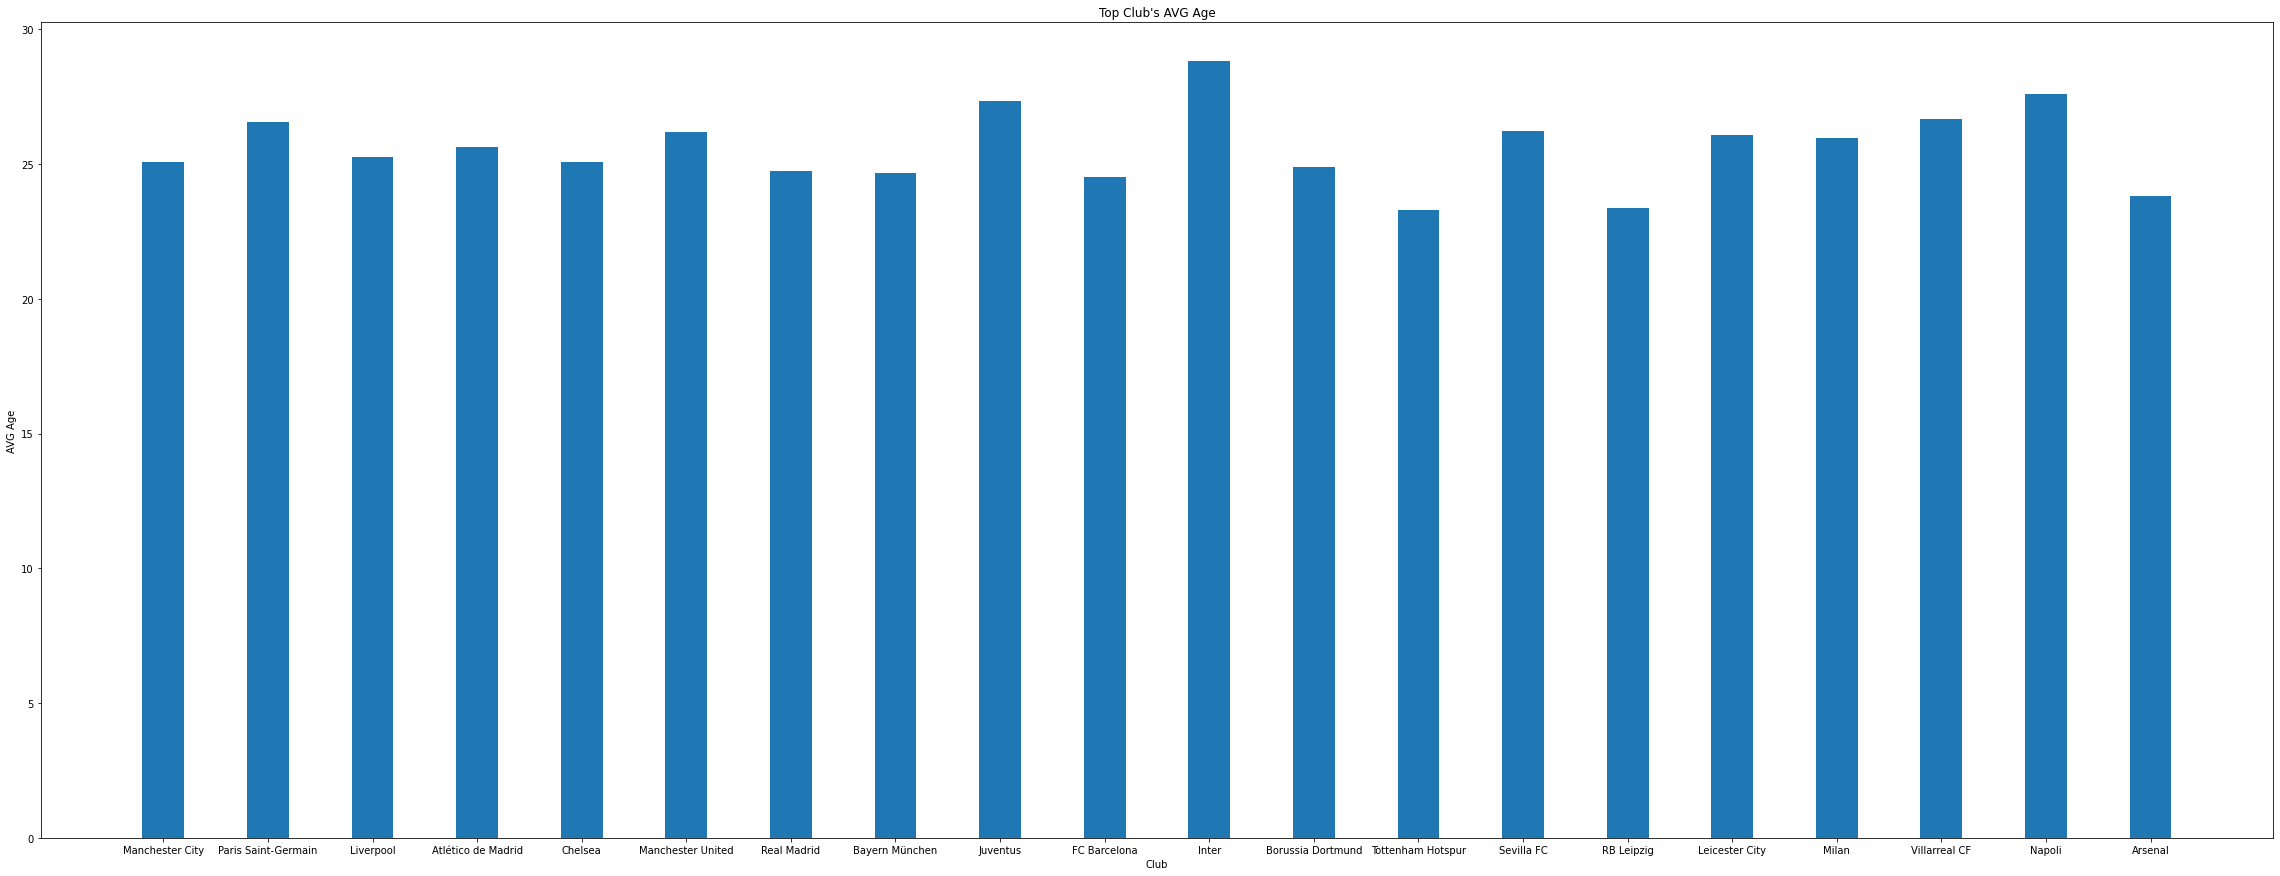 Top Club's AVG Age
30
25
20
15
10
5
0
AVG Age
Manchester City Paris Saint-Germain Liverpool Atlético de Madrid Chelsea Manchester United Real Madrid Bayern München Juventus FC Barcelona Inter Borussia Dortmund Tottenham Hotspur Sevilla FC RB Leipzig Leicester City Milan Villarreal CF Napoli Arsenal
Club